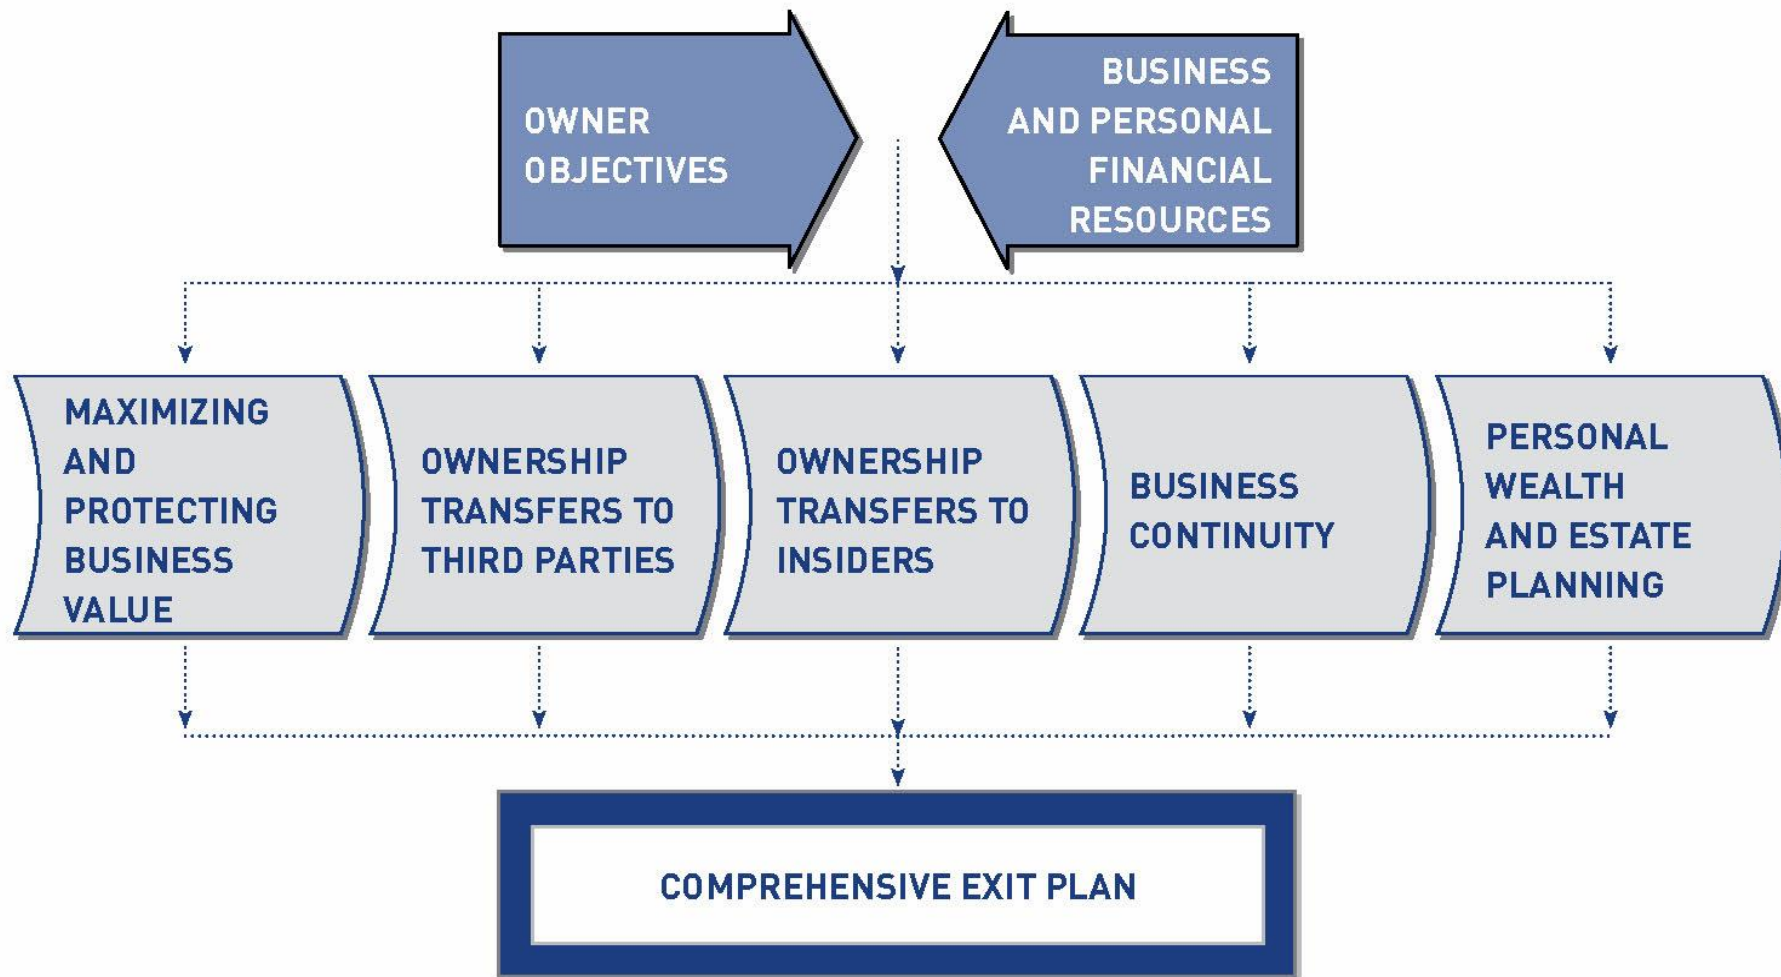 OWNER
OBJECTIVES
BUSINESS
AND PERSONAL
FINANCIAL
RESOURCES
MAXIMIZING
AND
PROTECTING
BUSINESS
VALUE
OWNERSHIP
TRANSFERS TO
THIRD PARTIES
OWNERSHIP
TRANSFERS TO
INSIDERS
BUSINESS
CONTINUITY
PERSONAL
WEALTH
AND ESTATE
PLANNING
COMPREHENSIVE EXIT PLAN